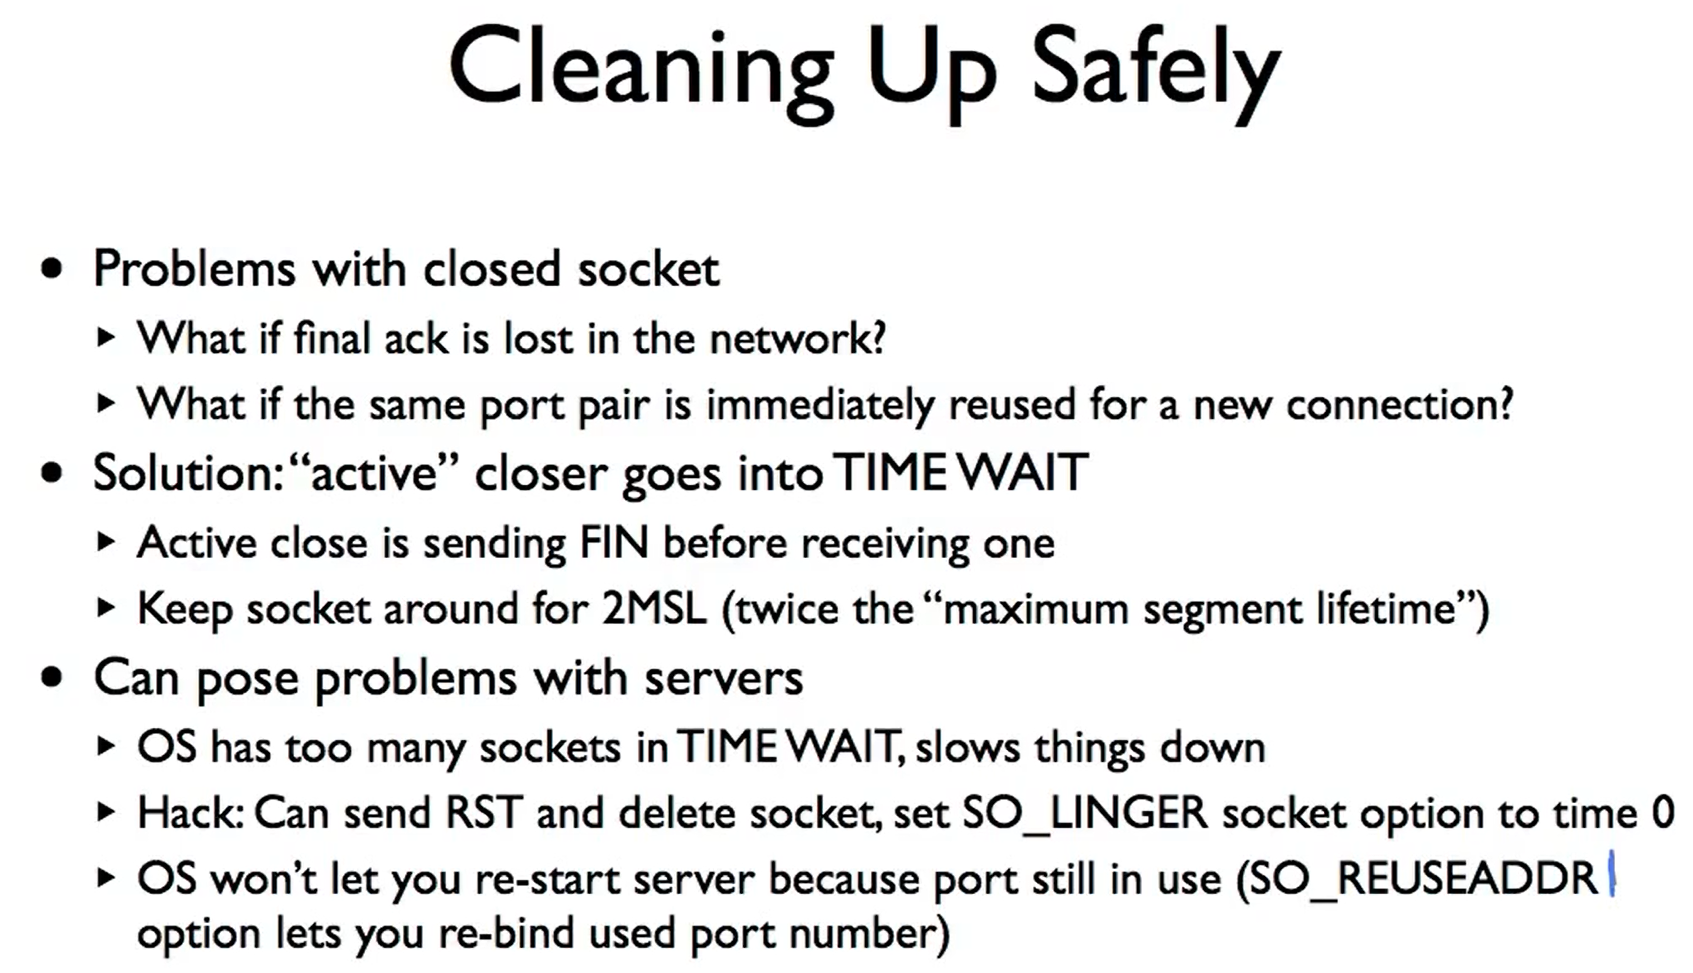 Cleaning Up Safely
• Problems with closed socket
▸ What if final ack is lost in the network?
▸ What if the same port pair is immediately reused for a new connection?
• Solution: “active” closer goes into TIME WAIT
▸ Active close is sending FIN before receiving one
▸ Keep socket around for 2MSL (twice the “maximum segment lifetime”)
• Can pose problems with servers
▸ OS has too many sockets in TIME WAIT, slows things down
▸ Hack: Can send RST and delete socket, set SO_LINGER socket option to time 0
▸ OS won’t let you re-start server because port still in use (SO_REUSEADDR
option lets you re-bind used port number)